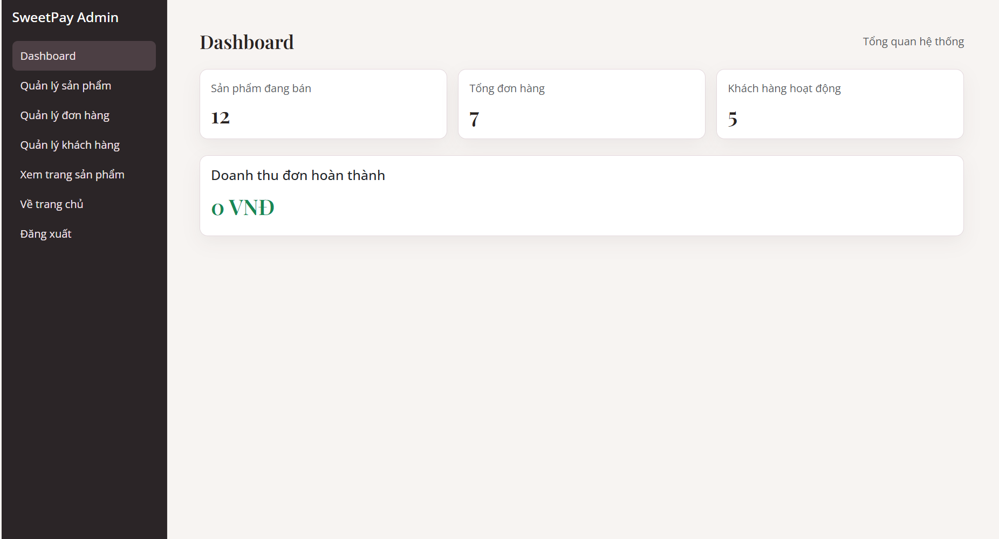 SweetPay Admin
Dashboard
Quản lý sản phẩm
Quản lý đơn hàng
Quản lý khách hàng
Xem trang sản phẩm
Về trang chủ
Đăng xuất
Dashboard
Tổng quan hệ thống
Sản phẩm đang bán
12
Tổng đơn hàng
7
Khách hàng hoạt động
5
Doanh thu đơn hoàn thành
0 VNĐ